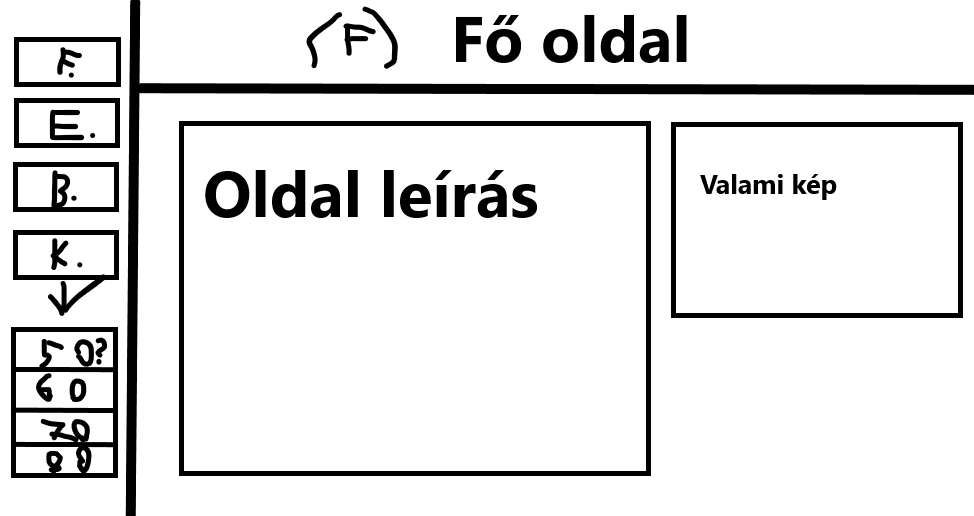 (F) Fő oldal
F.
E.
B.
K.
50?
60
70
80
Oldal leírás
Valami kép